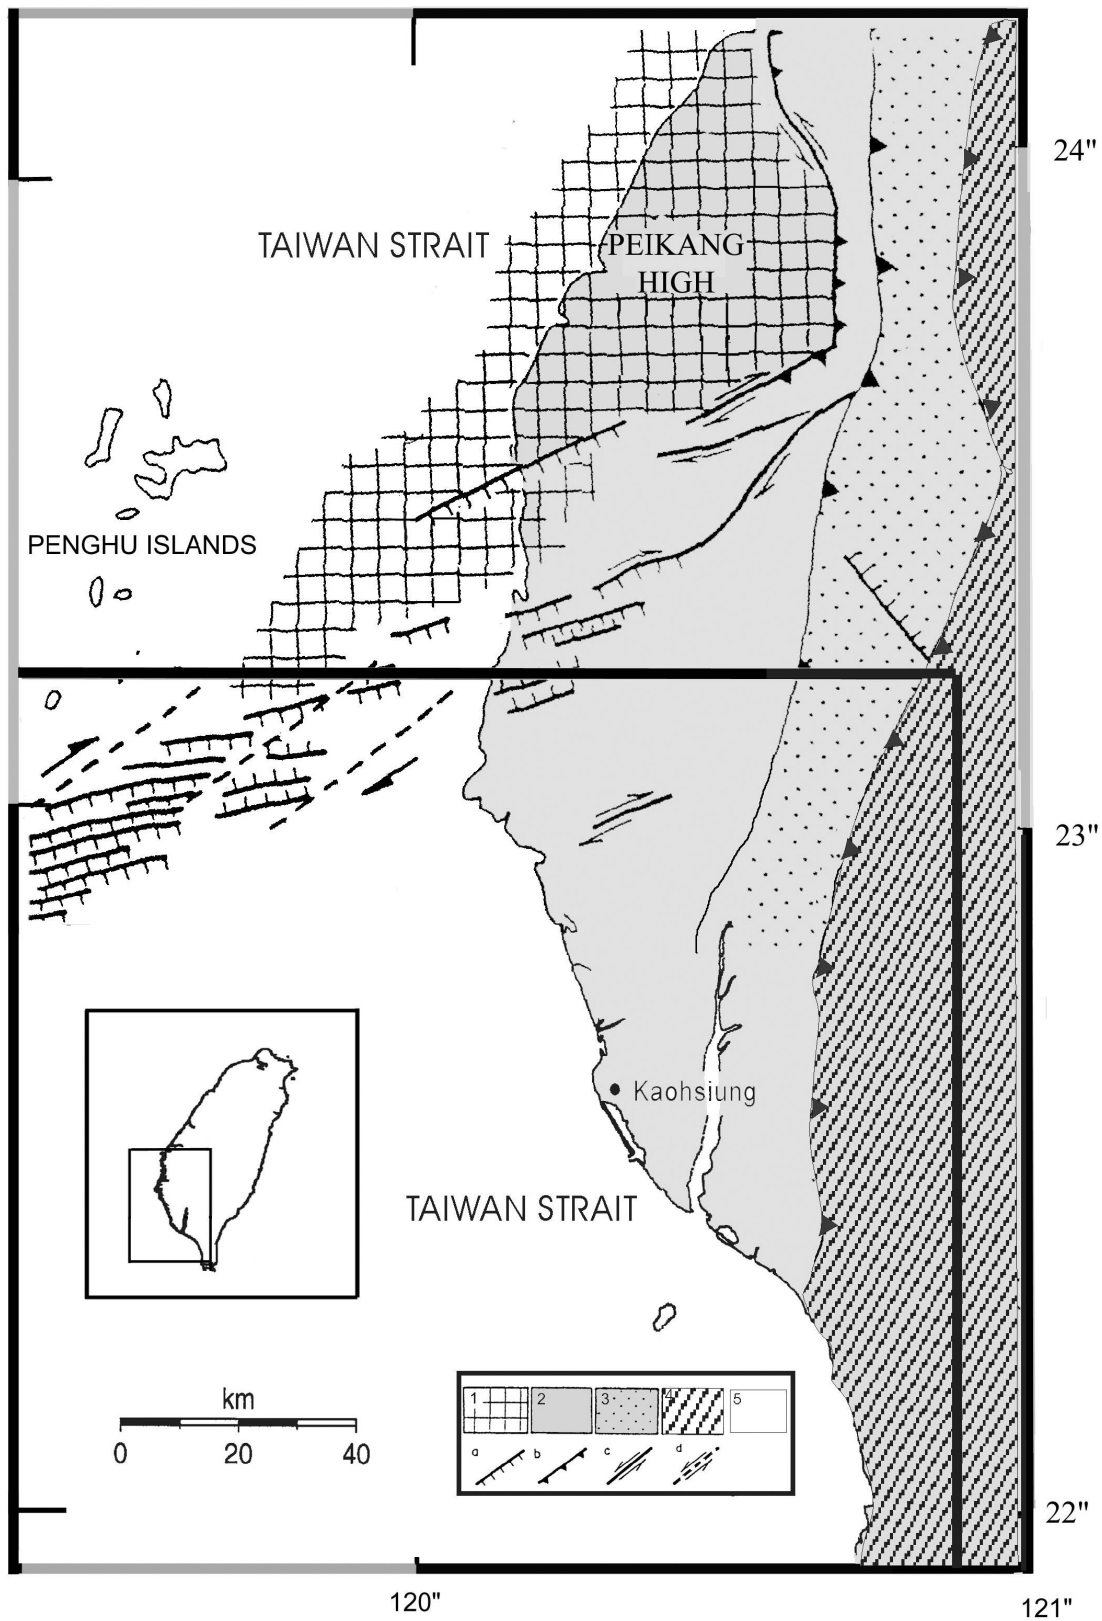 24"
TAIWAN STRAIT
PEIKANG
HIGH
PENGHU ISLANDS
23"
Kaohsiung
TAIWAN STRAIT
km
0 20 40
1 2 3 4 5
a b c d
22"
120"
121"